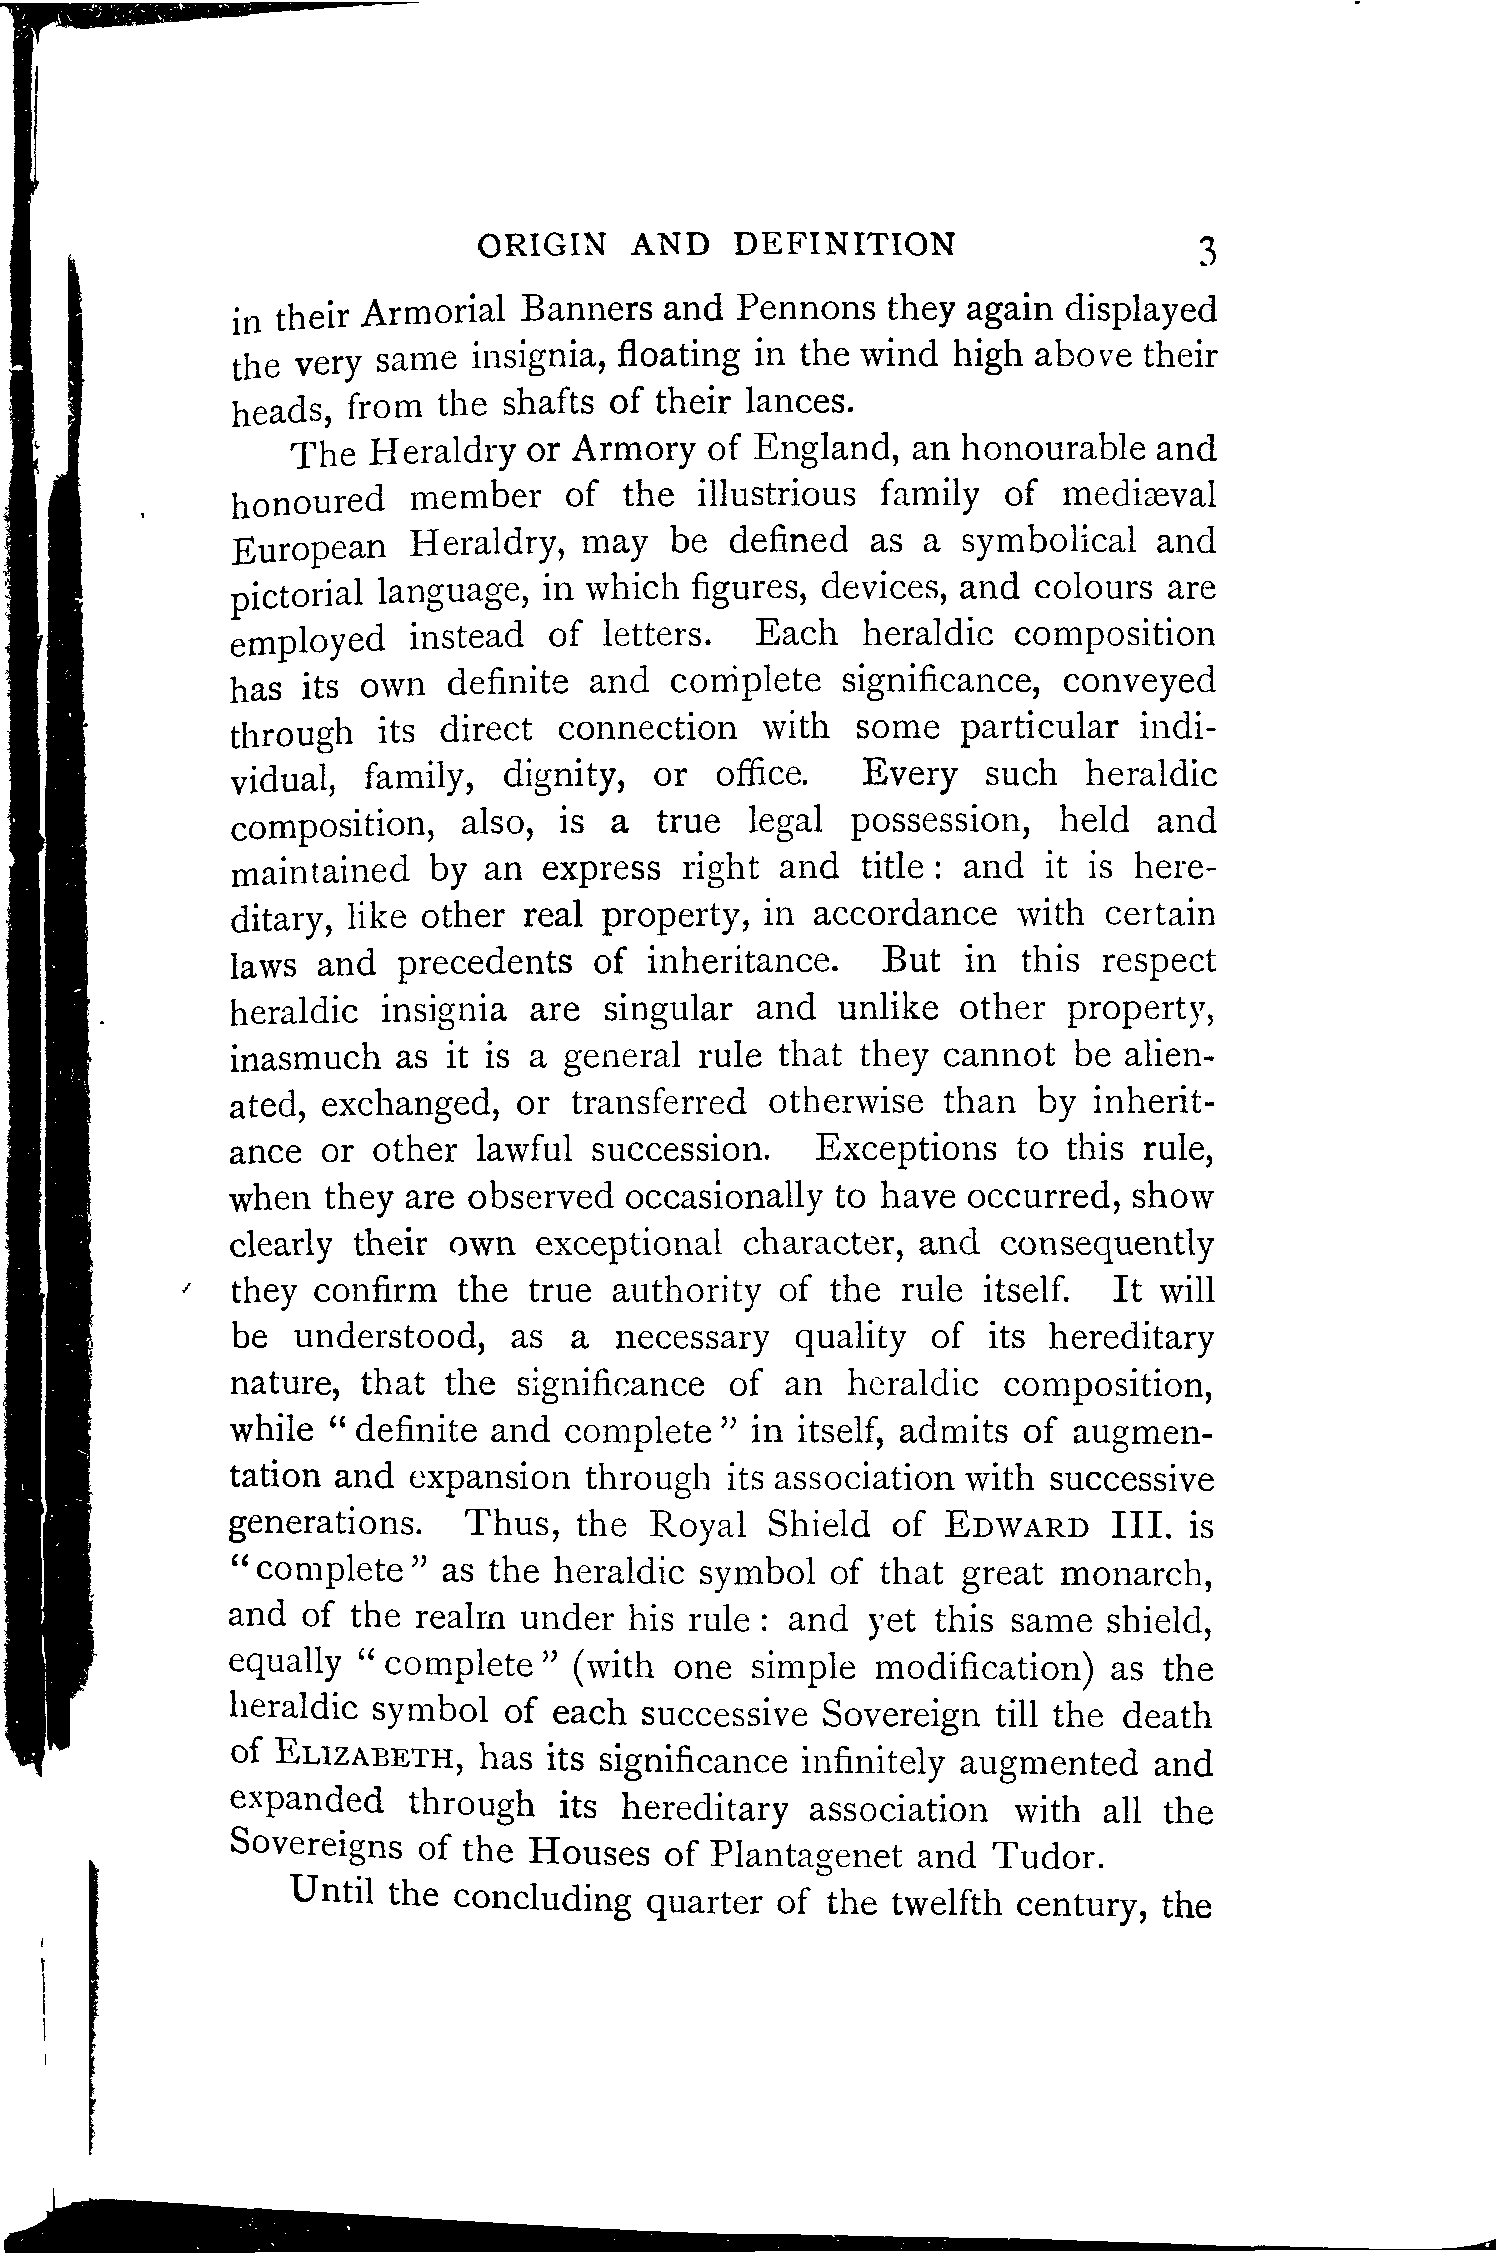 ORIGIN AND DEFINITION 3
in their Armorial Banners and Pennons they again displayed
the very same insignia, floating in the wind high above their
heads, from the shafts of their lances.
The Heraldry or Armory of England, an honourable and
honoured member of the illustrious family of mediæval
European Heraldry, may be defined as a symbolical and
pictorial language, in which figures, devices, and colours are
employed instead of letters. Each heraldic composition
has its own definite and complete significance, conveyed
through its direct connection with some particular indi-
vidual, family, dignity, or office. Every such heraldic
composition, also, is a true legal possession, held and
maintained by an express right and title : and it is here-
ditary, like other real property, in accordance with certain
laws and precedents of inheritance. But in this respect
heraldic insignia are singular and unlike other property,
inasmuch as it is a general rule that they cannot be alien-
ated, exchanged, or transferred otherwise than by inherit-
ance or other lawful succession. Exceptions to this rule,
when they are observed occasionally to have occurred, show
clearly their own exceptional character, and consequently
they confirm the true authority of the rule itself. It will
be understood, as a necessary quality of its hereditary
nature, that the significance of an heraldic composition,
while “ definite and complete ” in itself, admits of augmen-
tation and expansion through its association with successive
generations. Thus, the Royal Shield of EDWARD III. is
“ complete ” as the heraldic symbol of that great monarch,
and of the realm under his rule : and yet this same shield,
equally “ complete ” (with one simple modification) as the
heraldic symbol of each successive Sovereign till the death
of ELIZABETH, has its significance infinitely augmented and
expanded through its hereditary association with all the
Sovereigns of the Houses of Plantagenet and Tudor.
Until the concluding quarter of the twelfth century, the